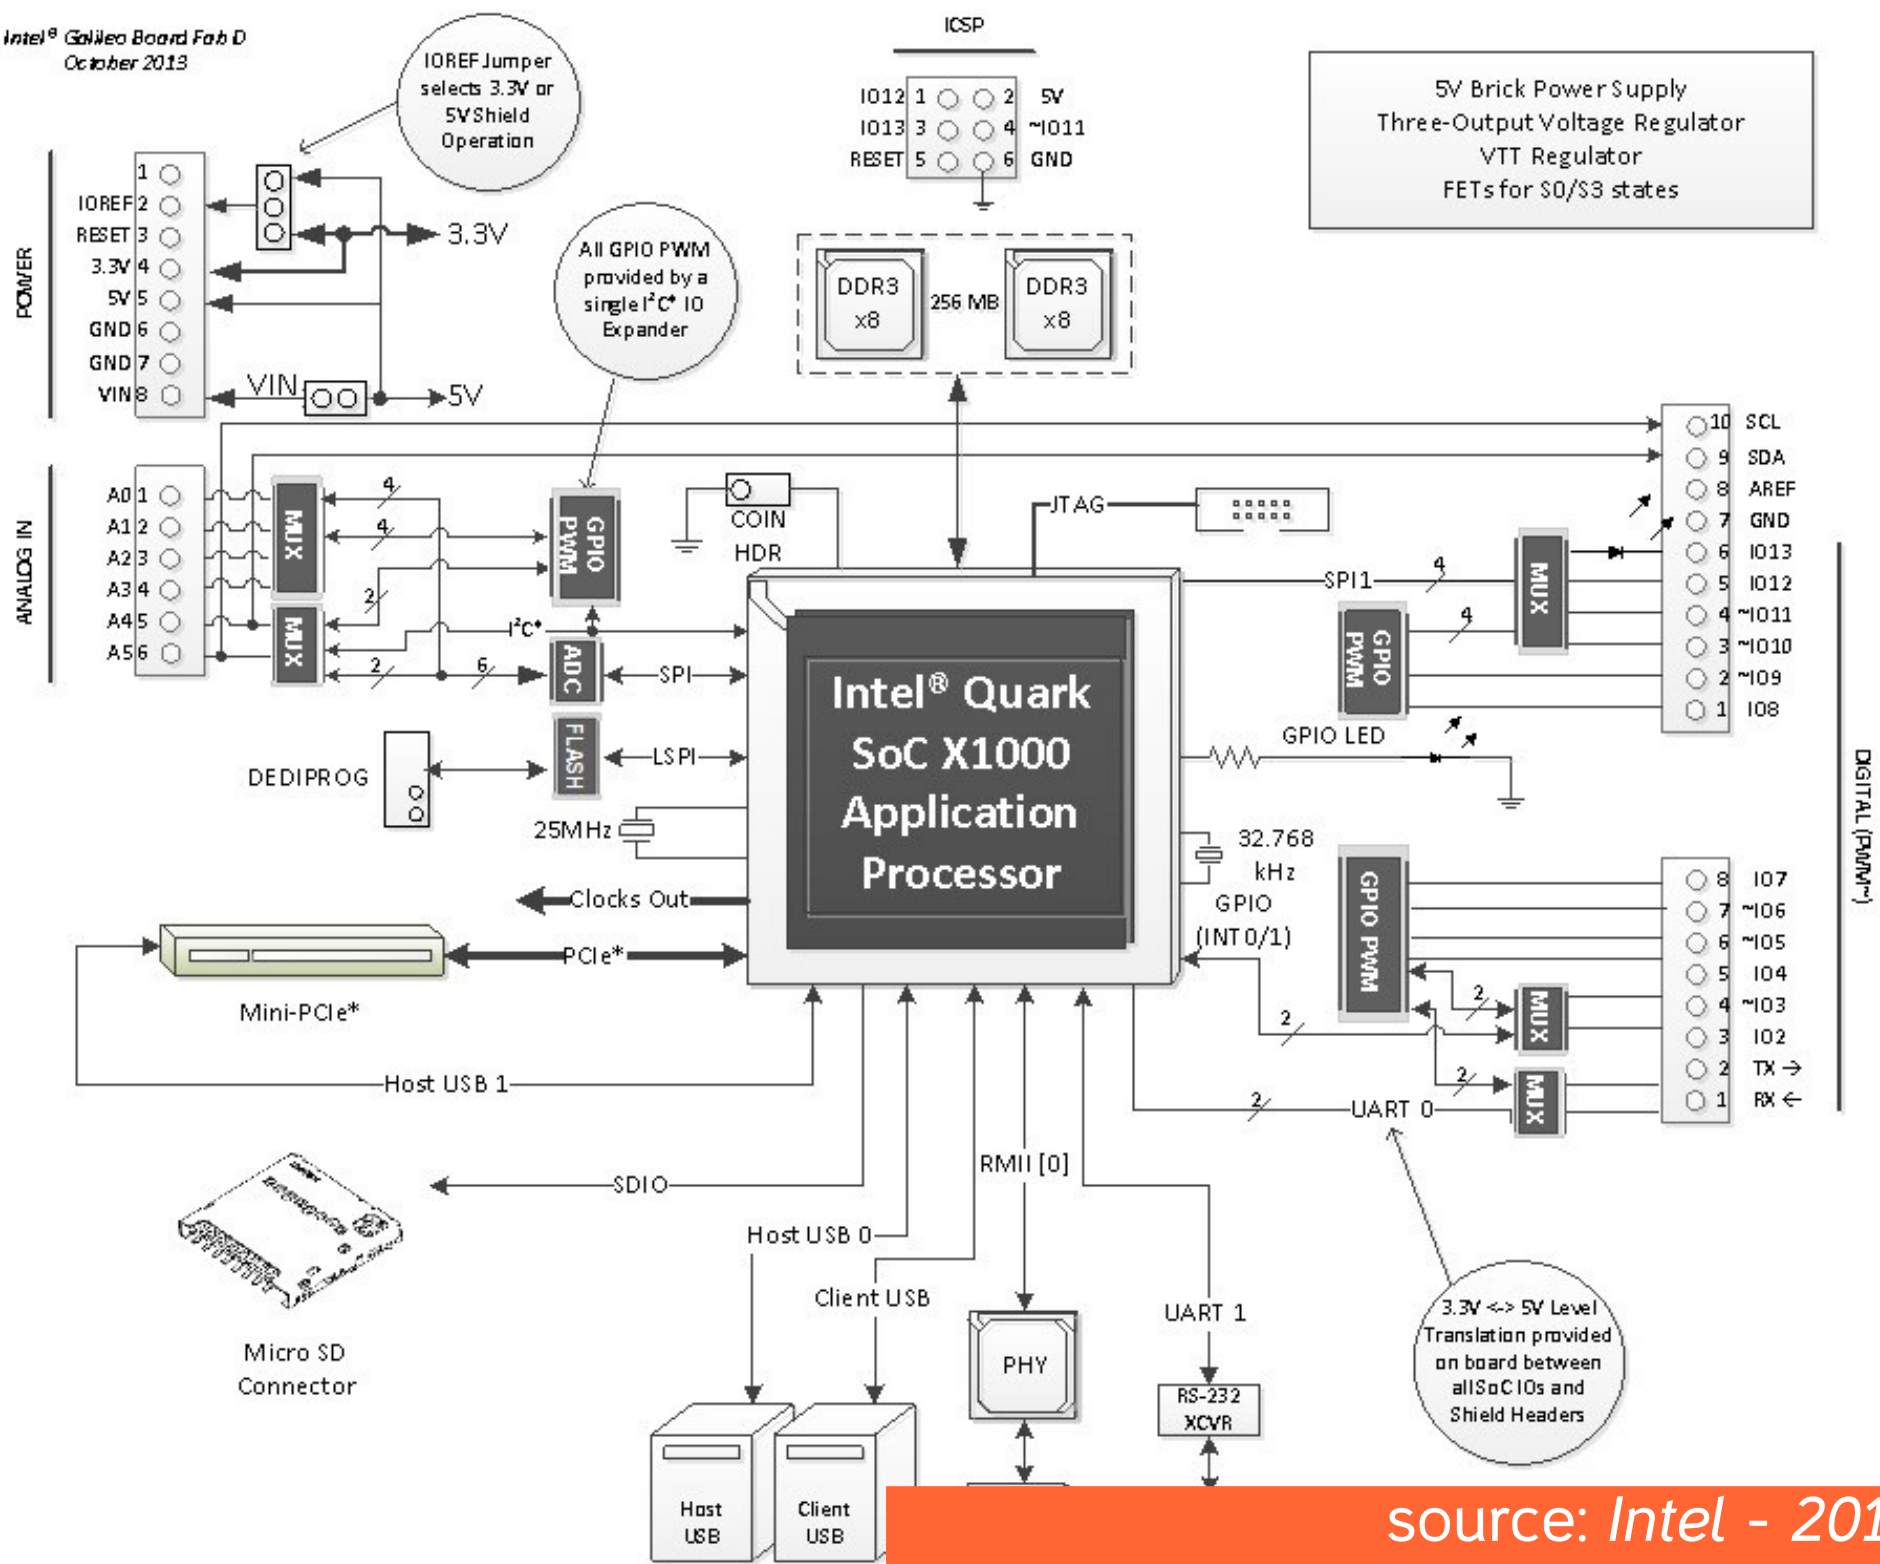 Intel® Galileo Board Fab D
October 2013
IOREF Jumper
selects 3.3V or
5V Shield
Operation
ICSP
IO12 1 2 5V
IO13 3 4 ~IO11
RESET 5 6 GND
5V Brick Power Supply
Three-Output Voltage Regulator
VTT Regulator
FETs for S0/S3 states
POWER
1
IOREF 2
RESET 3
3.3V 4
5V 5
GND 6
GND 7
VIN 8
3.3V
VIN
5V
All GPIO PWM
provided by a
single I²C* IO
Expander
DDR3
x8
256 MB
DDR3
x8
ANALOG IN
A0 1
A1 2
A2 3
A3 4
A4 5
A5 6
MUX
MUX
4
4
2
2
6
I²C*
GPIO
PWM
ADC
SPI
FLASH
LSPI
DEDIPROG
25MHz
COIN
HDR
JTAG
Intel® Quark
SoC X1000
Application
Processor
Clocks Out
PCIe*
Mini-PCIe*
Host USB 1
SPI1
4
4
GPIO
PWM
MUX
10 SCL
9 SDA
8 AREF
7 GND
6 IO13
5 IO12
4 ~IO11
3 ~IO10
2 ~IO9
1 IO8
GPIO LED
32.768
kHz
GPIO
(INT0/1)
GPIO PWM
2
2
2
2
MUX
MUX
UART 0
8 IO7
7 ~IO6
6 ~IO5
5 IO4
4 ~IO3
3 IO2
2 TX →
1 RX ←
DIGITAL (PWM~)
SDIO
Micro SD
Connector
Host USB 0
Client USB
RMII [0]
UART 1
PHY
RS-232
XCVR
3.3V <-> 5V Level
Translation provided
on board between
all SoC IOs and
Shield Headers
Host
USB
Client
USB
source: Intel - 201